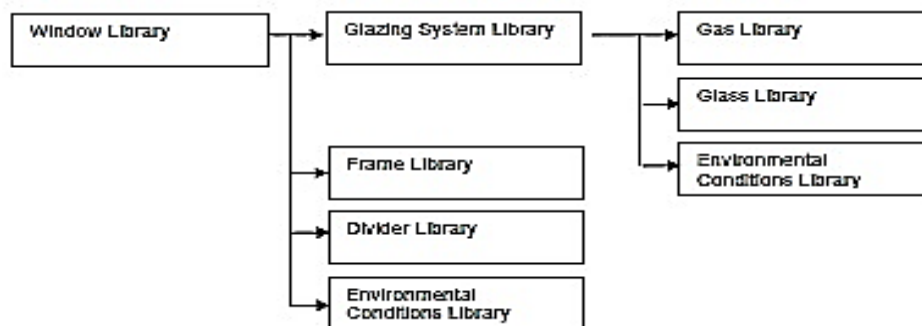 Window Library
Glazing System Library
Gas Library
Glass Library
Environmental
Conditions Library
Frame Library
Divider Library
Environmental
Conditions Library